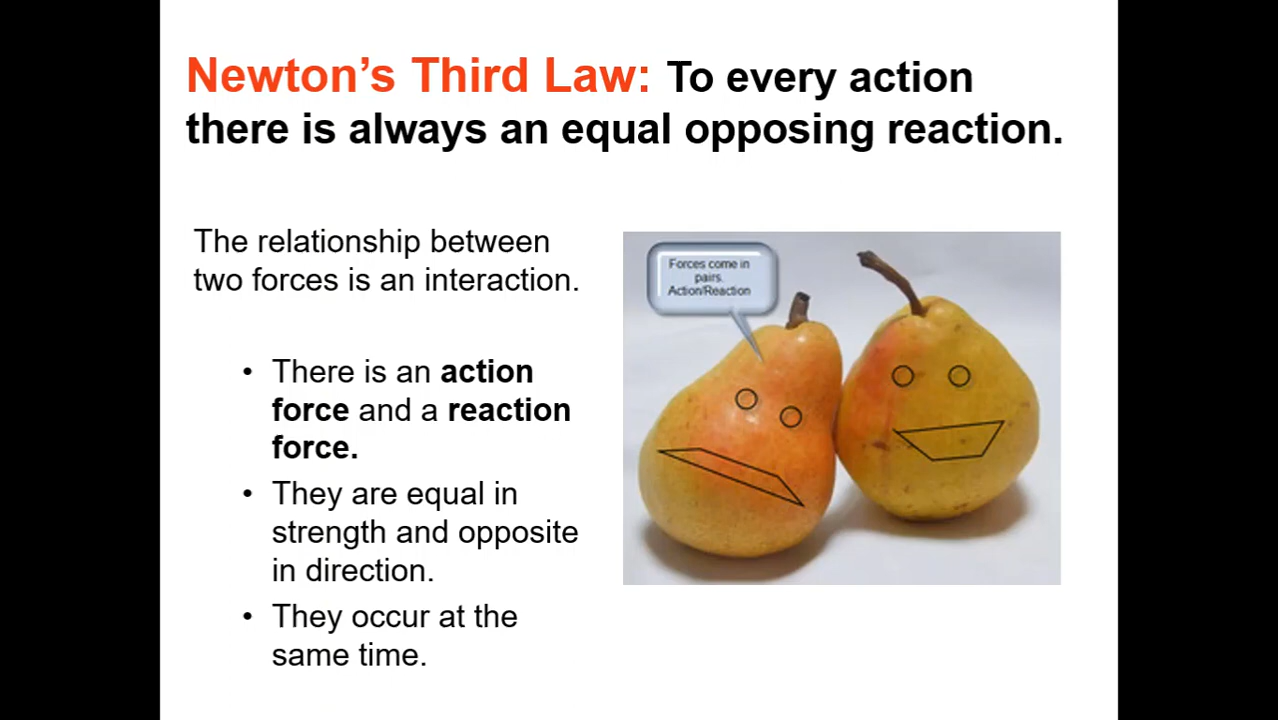 Newton’s Third Law: To every action
there is always an equal opposing reaction.
The relationship between
two forces is an interaction.
• There is an action
force and a reaction
force.
• They are equal in
strength and opposite
in direction.
• They occur at the
same time.
Forces come in
pairs.
Action/Reaction